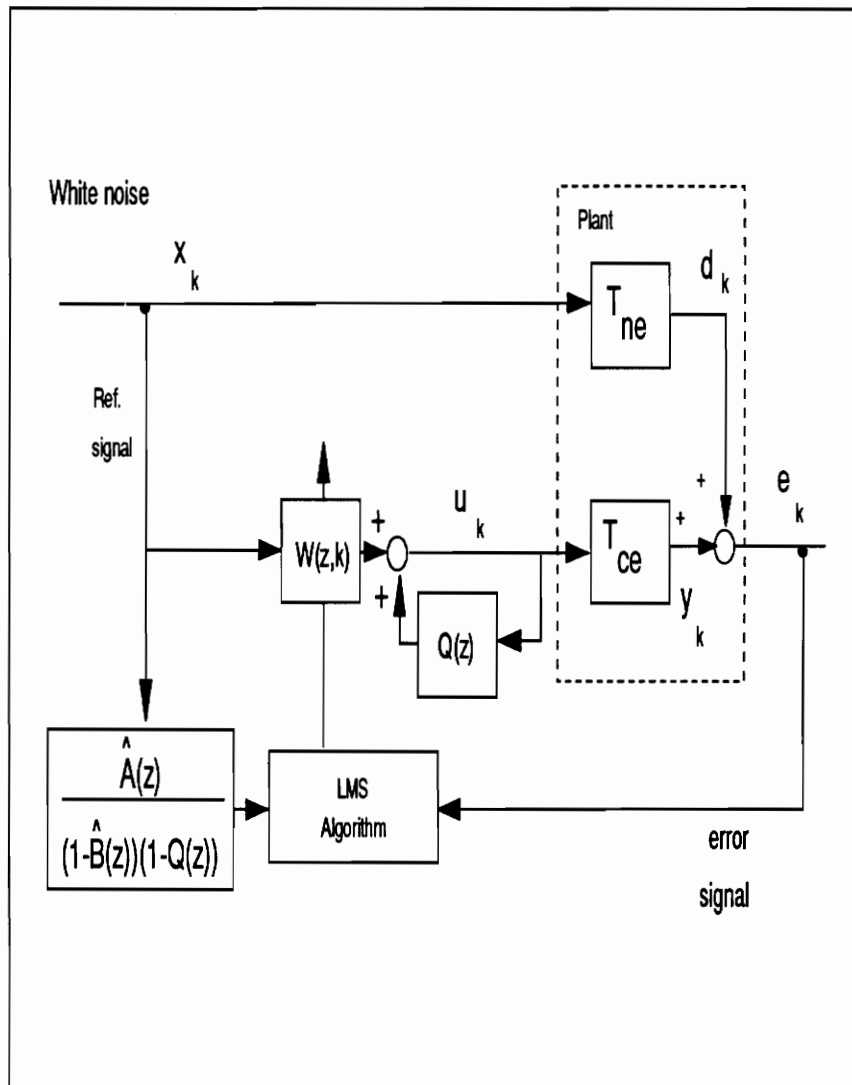 White noise
Plant
x k
d k
T ne
Ref.
signal
+
e k
u k
+
+
W(z,k)
T ce
+
y k
Q(z)
^
A(z)
^
(1-B(z))(1-Q(z))
LMS
Algorithm
error
signal